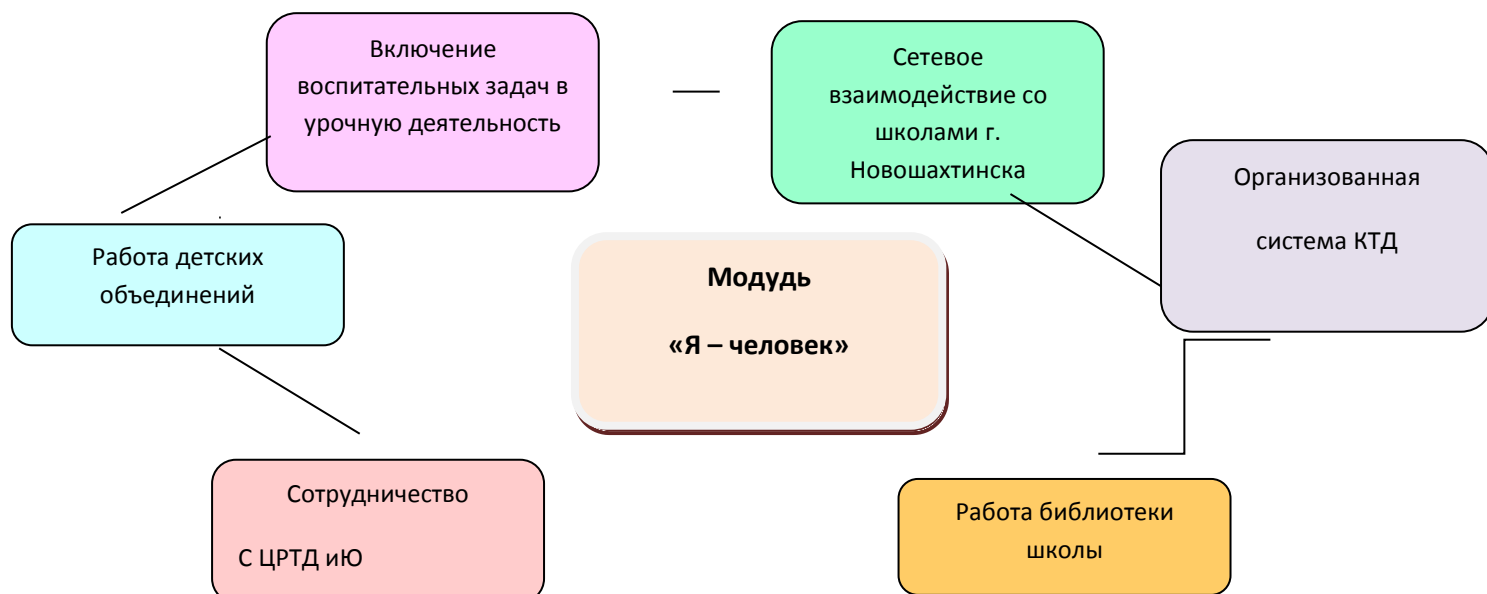 Включение
воспитательных задач в
урочную деятельность
Сетевое
взаимодействие со
школами г.
Новошахтинска
Организованная
система КТД
Работа детских
объединений
Модудь
«Я – человек»
Сотрудничество
С ЦРТД иЮ
Работа библиотеки
школы